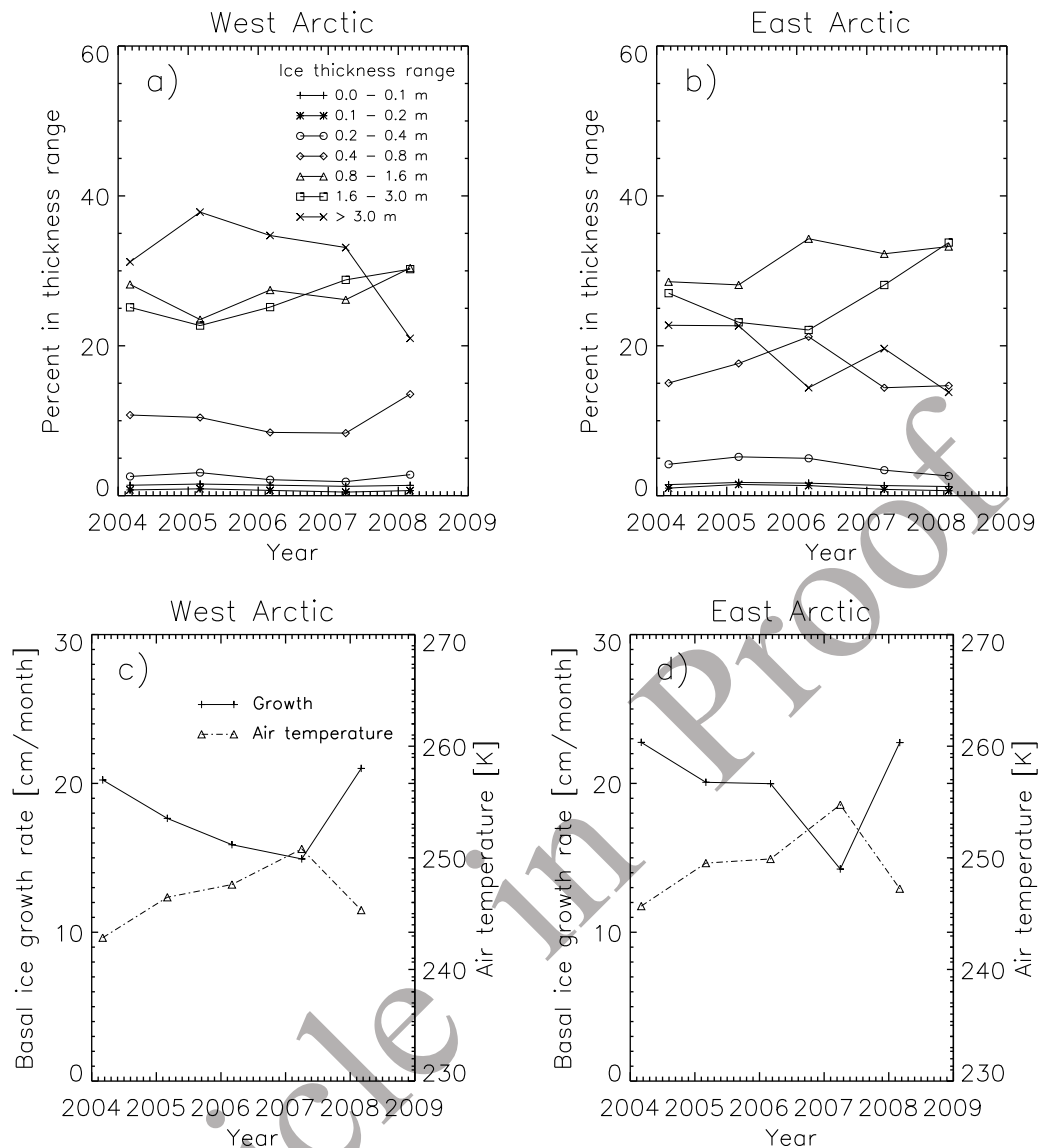 West Arctic
a)
Ice thickness range
0.0 – 0.1 m
0.1 – 0.2 m
0.2 – 0.4 m
0.4 – 0.8 m
0.8 – 1.6 m
1.6 – 3.0 m
> 3.0 m
Percent in thickness range
60
40
20
0
2004 2005 2006 2007 2008 2009
Year
East Arctic
b)
Percent in thickness range
60
40
20
0
2004 2005 2006 2007 2008 2009
Year
West Arctic
c)
Growth
Air temperature
Basal ice growth rate [cm/month]
30
20
10
0
270
260
250
240
230
Air temperature [K]
2004 2005 2006 2007 2008 2009
Year
East Arctic
d)
Basal ice growth rate [cm/month]
30
20
10
0
270
260
250
240
230
Air temperature [K]
2004 2005 2006 2007 2008 2009
Year
icle in Proof